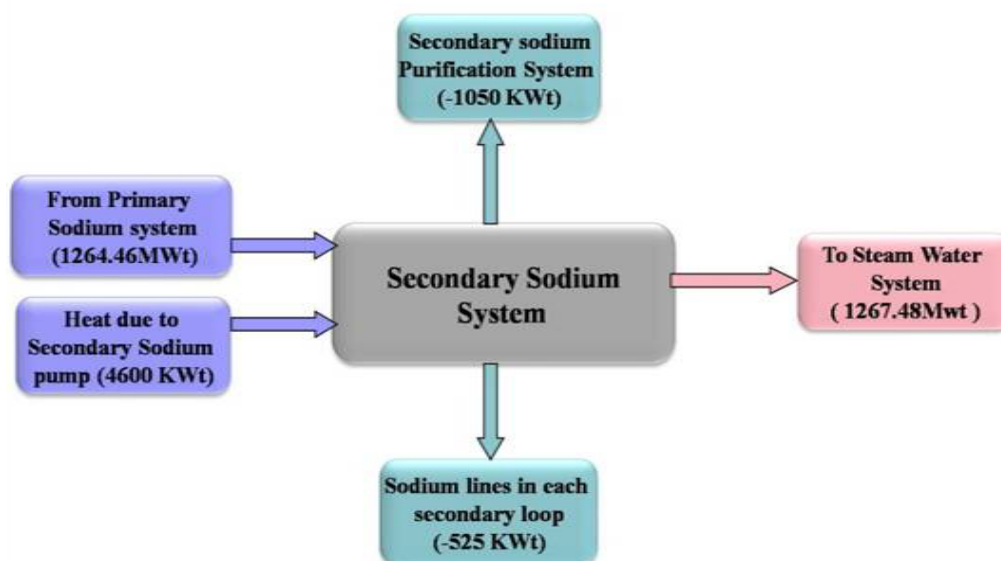 Secondary sodium
Purification System
(-1050 KWt)
From Primary
Sodium system
(1264.46MWt)
Heat due to
Secondary Sodium
pump (4600 KWt)
Secondary Sodium
System
To Steam Water
System
( 1267.48Mwt )
Sodium lines in each
secondary loop
(-525 KWt)